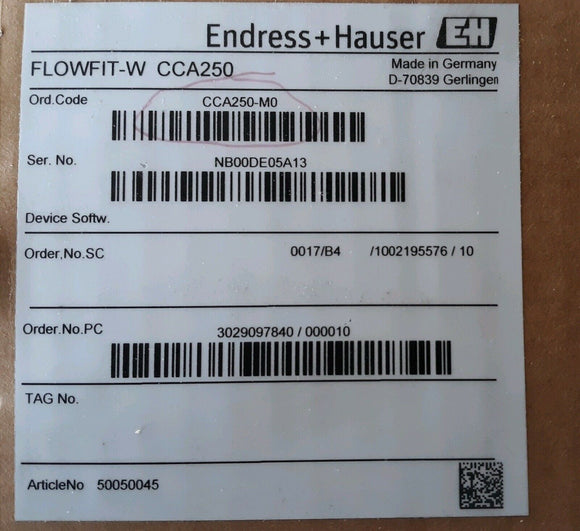 Endress+Hauser EH
FLOWFIT-W CCA250
Made in Germany
D-70839 Gerlingen
Ord.Code
CCA250-M0
Ser. No.
NB00DE05A13
Device Softw.
Order.No.SC 0017/B4 /1002195576 / 10
Order.No.PC
3029097840 / 000010
TAG No.
ArticleNo 50050045